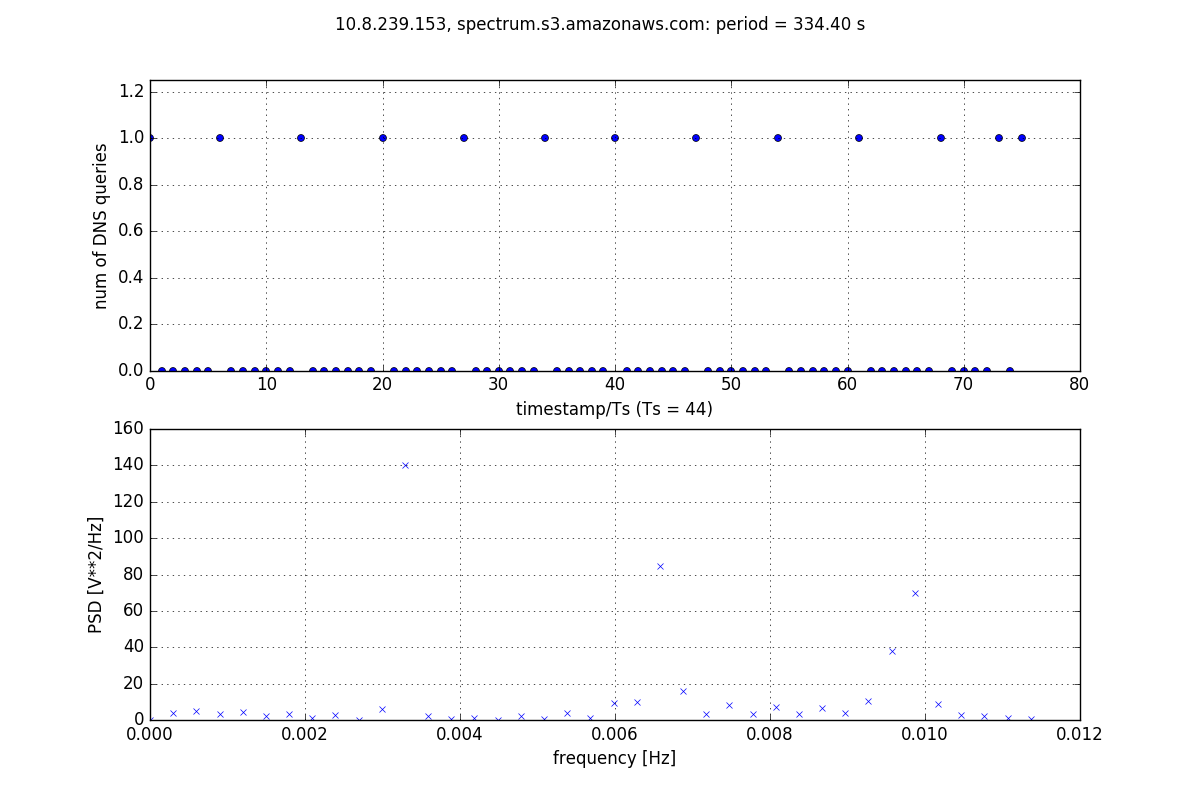 10.8.239.153, spectrum.s3.amazonaws.com: period = 334.40 s
1.2
1.0
0.8
0.6
0.4
0.2
0.0
num of DNS queries
0 10 20 30 40 50 60 70 80
timestamp/Ts (Ts = 44)
160
140
120
100
80
60
40
20
0
PSD [V**2/Hz]
0.000 0.002 0.004 0.006 0.008 0.010 0.012
frequency [Hz]